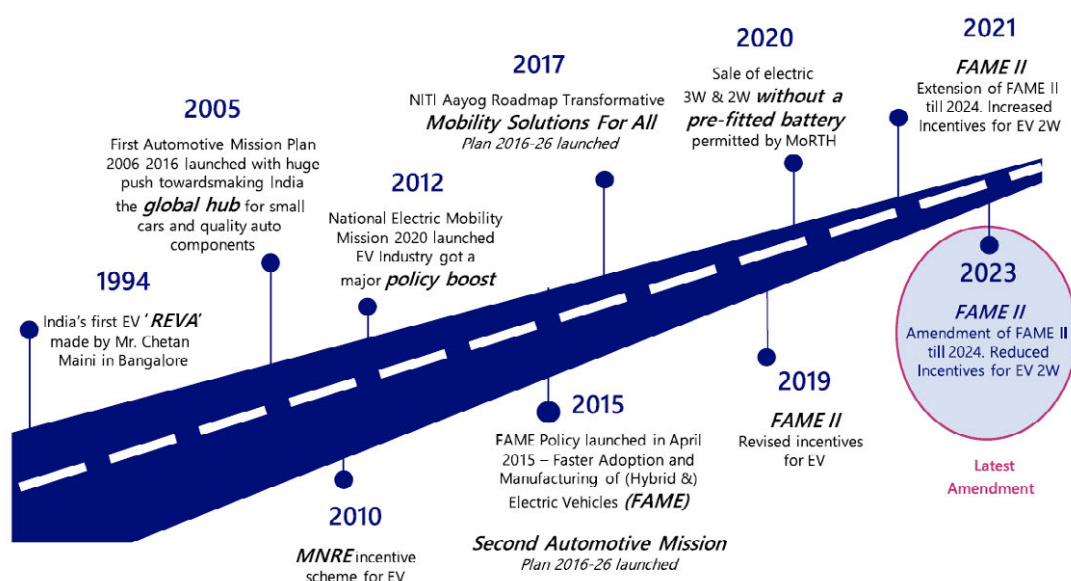 1994
India's first EV 'REVA'
made by Mr. Chetan
Maini in Bangalore
2005
First Automotive Mission Plan
2006 2016 launched with huge
push towardsmaking India
the global hub for small
cars and quality auto
components
2010
MNRE incentive
scheme for EV
2012
National Electric Mobility
Mission 2020 launched
EV Industry got a
major policy boost
2015
FAME Policy launched in April
2015 – Faster Adoption and
Manufacturing of (Hybrid &)
Electric Vehicles (FAME)
Second Automotive Mission
Plan 2016-26 launched
2017
NITI Aayog Roadmap Transformative
Mobility Solutions For All
Plan 2016-26 launched
2019
FAME II
Revised incentives
for EV
2020
Sale of electric
3W & 2W without a
pre-fitted battery
permitted by MoRTH
2021
FAME II
Extension of FAME II
till 2024. Increased
Incentives for EV 2W
2023
FAME II
Amendment of FAME II
till 2024. Reduced
Incentives for EV 2W
Latest
Amendment